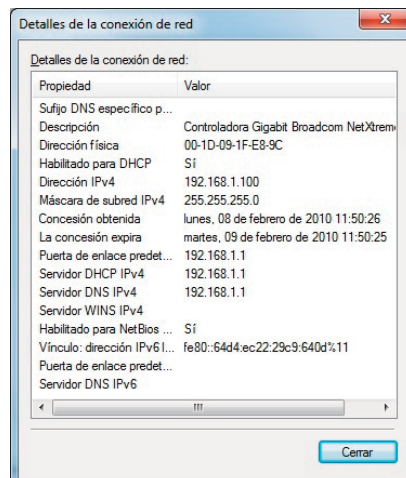 Detalles de la conexión de red
Detalles de la conexión de red:
Propiedad Valor
Sufijo DNS específico p...
Descripción Controladora Gigabit Broadcom NetXtreme
Dirección física 00-1D-09-1F-E8-9C
Habilitado para DHCP Sí
Dirección IPv4 192.168.1.100
Máscara de subred IPv4 255.255.255.0
Concesión obtenida lunes, 08 de febrero de 2010 11:50:26
La concesión expira martes, 09 de febrero de 2010 11:50:25
Puerta de enlace predet... 192.168.1.1
Servidor DHCP IPv4 192.168.1.1
Servidor DNS IPv4 192.168.1.1
Servidor WINS IPv4
Habilitado para NetBios ... Sí
Vínculo: dirección IPv6 l... fe80::64d4:ec22:29c9:640d%11
Puerta de enlace predet...
Servidor DNS IPv6
Cerrar